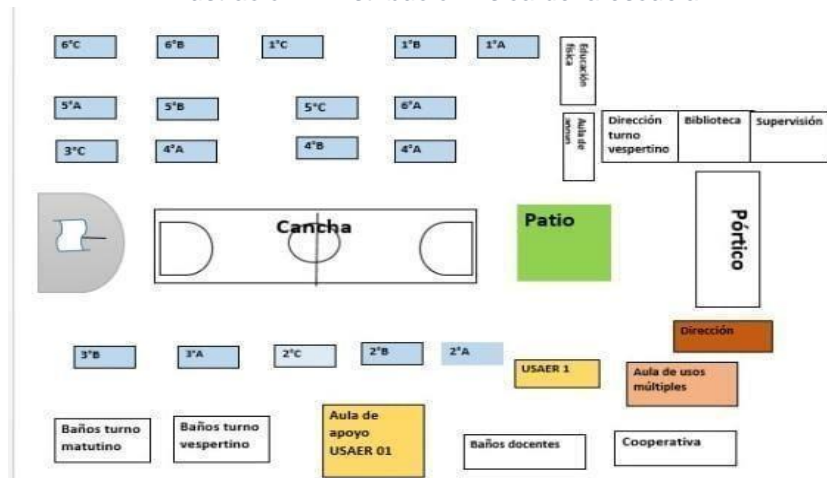 6°C
6°B
1°C
1°B
1°A
Educación
física
5°A
5°B
5°C
6°A
Aula de
Dirección
turno
vespertino
Biblioteca
Supervisión
3°C
4°A
4°B
4°A
Cancha
Patio
Pórtico
Dirección
3°B
3°A
2°C
2°B
2°A
USAER 1
Aula de usos
múltiples
Baños turno
matutino
Baños turno
vespertino
Aula de
apoyo
USAER 01
Baños docentes
Cooperativa